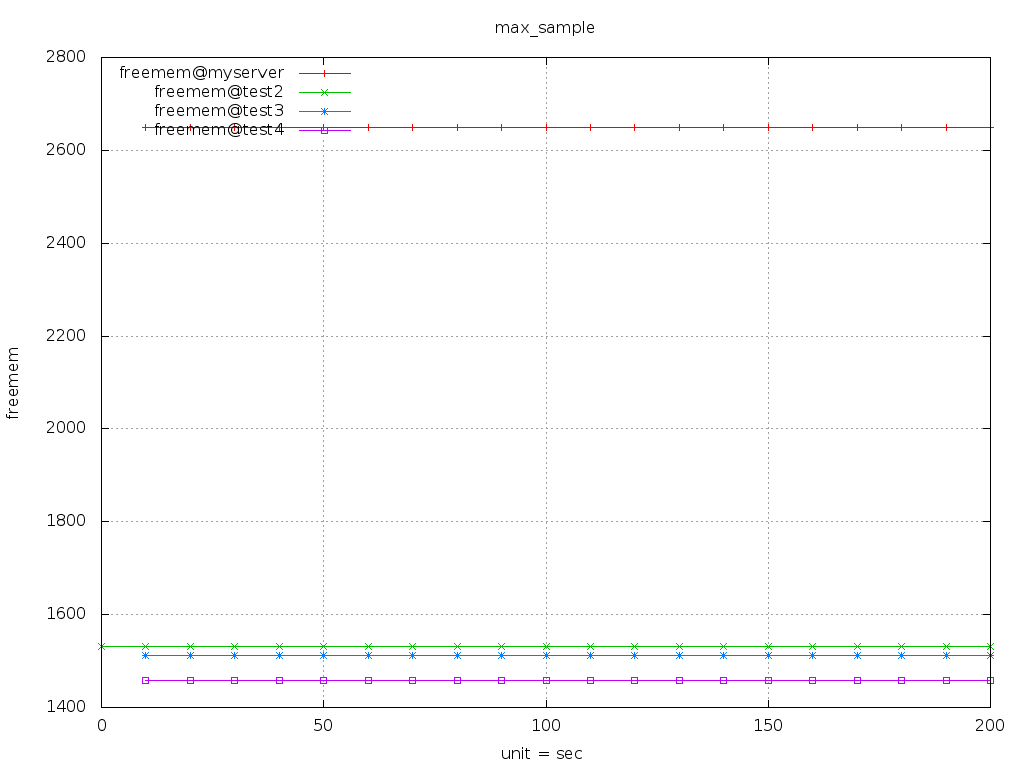 max_sample
2800
freemem@myserver
freemem@test2
freemem@test3
freemem@test4
2600
2400
2200
freemem
2000
1800
1600
1400
0 50 100 150 200
unit = sec